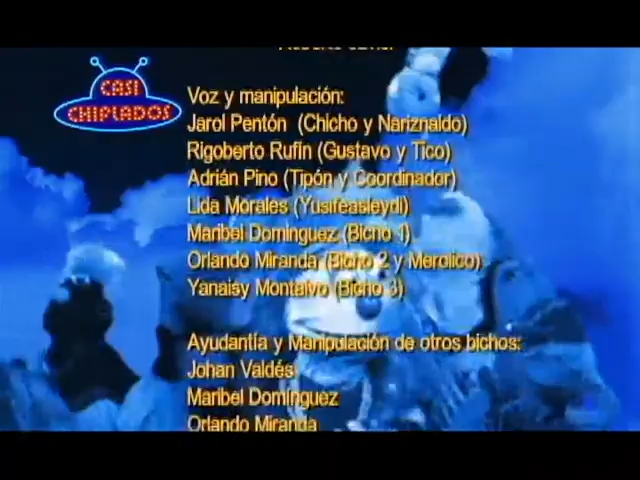 CASI
CHIPLADOS
Voz y manipulación:
Jarol Pentón (Chicho y Nariznaldo)
Rigoberto Rufín (Gustavo y Tico)
Adrián Pino (Tipón y Coordinador)
Lida Morales (Yusifeasleydi)
Maribel Domínguez (Bicho 1)
Orlando Miranda (Bicho 2 y Merolico)
Yanaisy Montalvo (Bicho 3)
Ayudantía y Manipulación de otros bichos:
Johan Valdés
Maribel Domínguez
Orlando Miranda